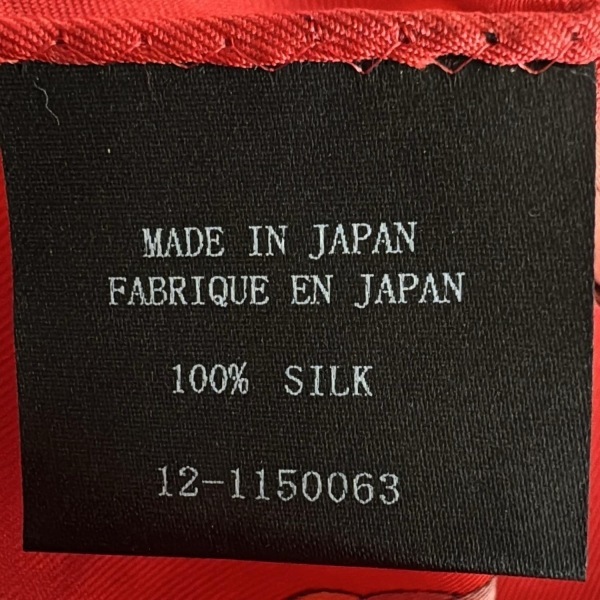 MADE IN JAPAN
FABRIQUE EN JAPAN
100% SILK
12-1150063